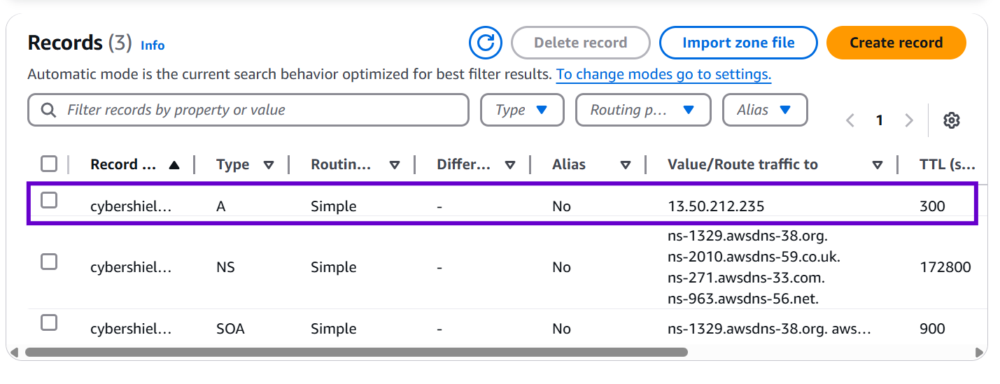 Records (3) Info
Delete record
Import zone file
Create record
Automatic mode is the current search behavior optimized for best filter results. To change modes go to settings.
Filter records by property or value
Type
Routing p...
Alias
1
Record ... Type Routin... Differ... Alias Value/Route traffic to TTL (s...
cybershiel... A Simple - No 13.50.212.235 300
cybershiel... NS Simple - No ns-1329.awsdns-38.org.
ns-2010.awsdns-59.co.uk.
ns-271.awsdns-33.com.
ns-963.awsdns-56.net.
172800
cybershiel... SOA Simple - No ns-1329.awsdns-38.org. aws... 900